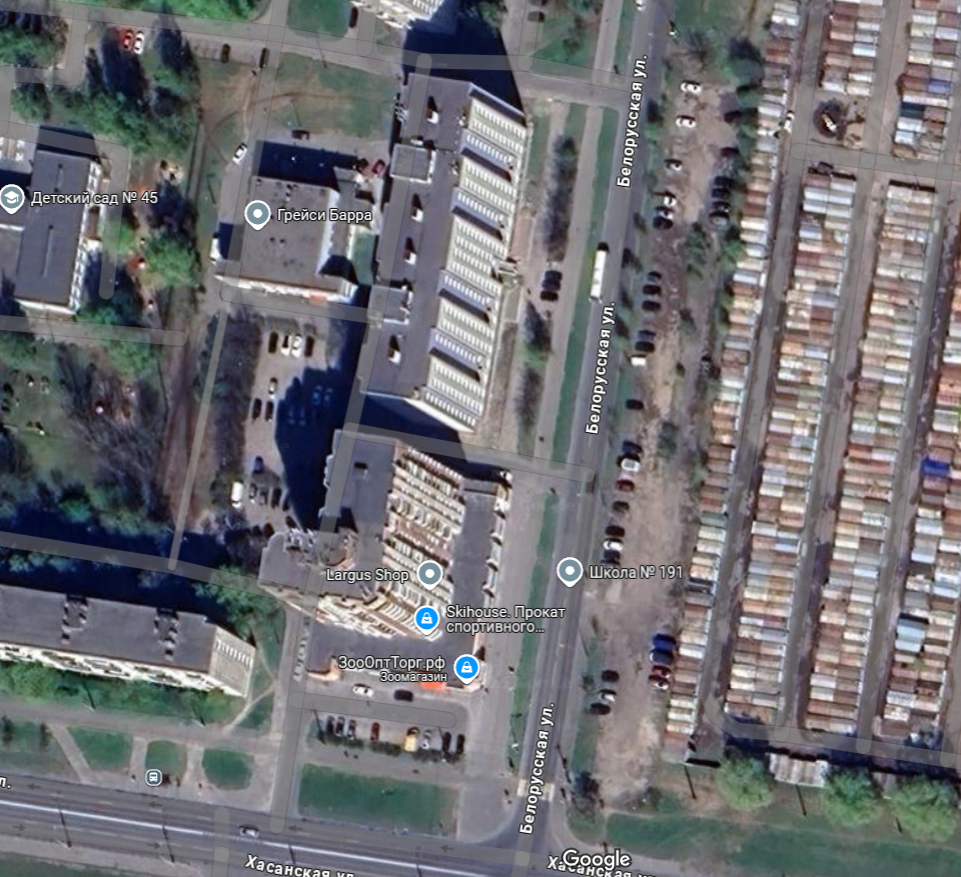 Белорусская ул.
Детский сад № 45
Грейси Барра
Белорусская ул.
Largus Shop
Школа № 191
Skihouse. Прокат
спортивного...
ЗооОптТорг.рф
Зоомагазин
Белорусская ул.
л.
Хасанская ул.
Google
Хасанская ул.